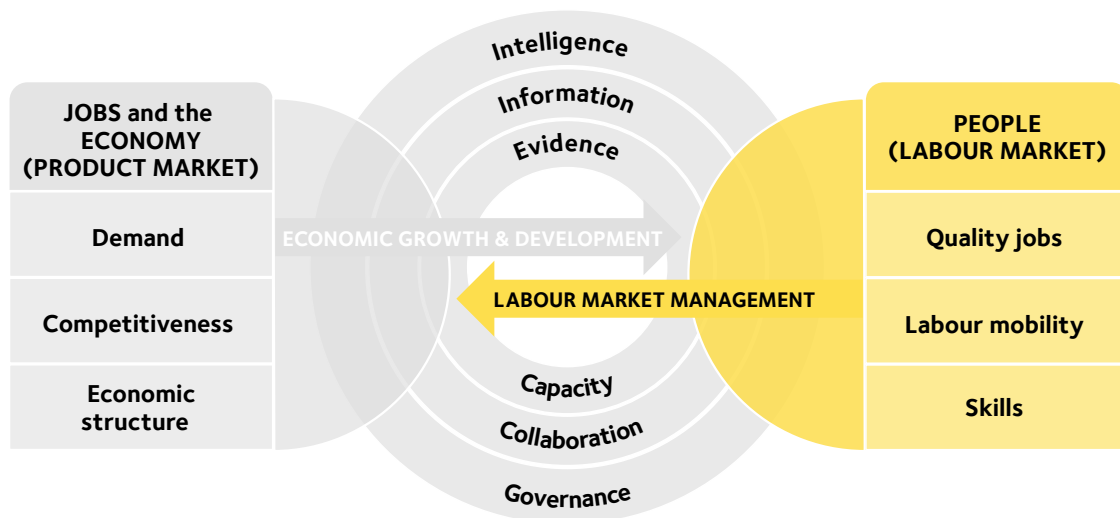 JOBS and the
ECONOMY
(PRODUCT MARKET)
Demand
Competitiveness
Economic
structure
Intelligence
Information
Evidence
ECONOMIC GROWTH & DEVELOPMENT
LABOUR MARKET MANAGEMENT
Capacity
Collaboration
Governance
PEOPLE
(LABOUR MARKET)
Quality jobs
Labour mobility
Skills